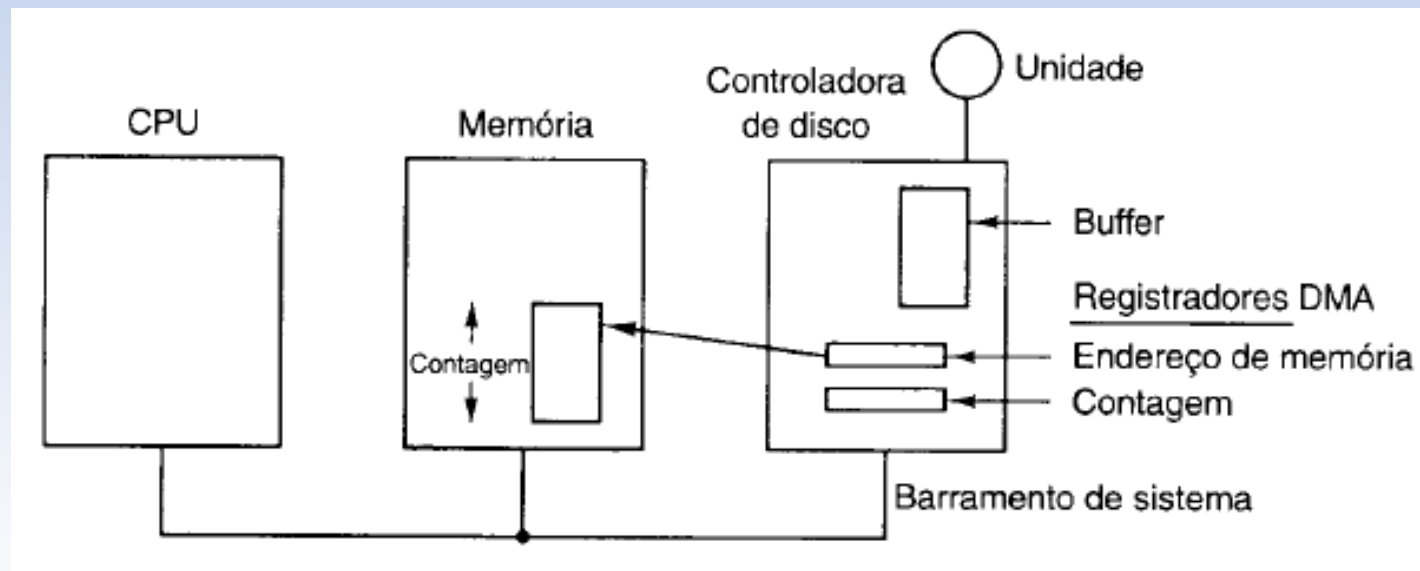 CPU
Memória
Controladora
de disco
Unidade
Buffer
Registradores DMA
Endereço de memória
Contagem
Contagem
Barramento de sistema